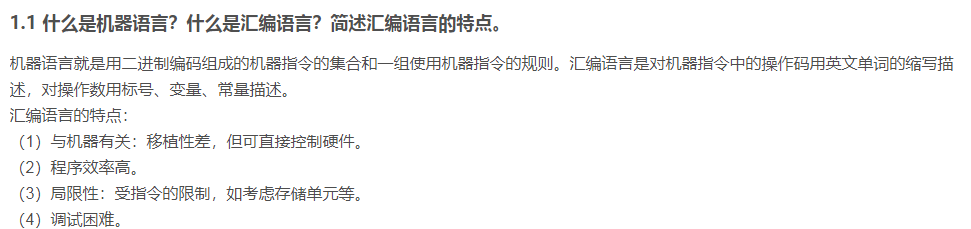 1.1 什么是机器语言？什么是汇编语言？简述汇编语言的特点。
机器语言就是用二进制编码组成的机器指令的集合和一组使用机器指令的规则。汇编语言是对机器指令中的操作码用英文单词的缩写描
述，对操作数用标号、变量、常量描述。
汇编语言的特点：
（1）与机器有关：移植性差，但可直接控制硬件。
（2）程序效率高。
（3）局限性：受指令的限制，如考虑存储单元等。
（4）调试困难。